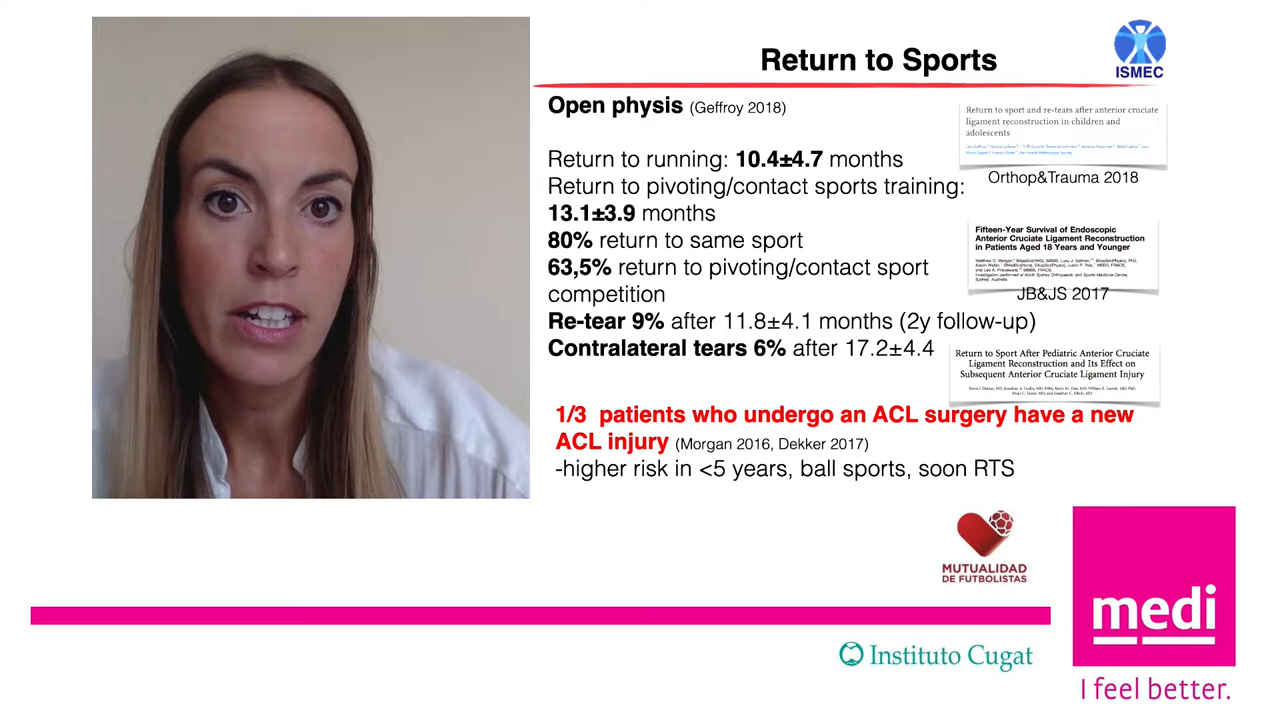 Return to Sports
ISMEC
Open physis (Geffroy 2018)
Return to running: 10.4±4.7 months
Return to pivoting/contact sports training:
13.1±3.9 months
80% return to same sport
63,5% return to pivoting/contact sport
competition
Re-tear 9% after 11.8±4.1 months (2y follow-up)
Contralateral tears 6% after 17.2±4.4
1/3 patients who undergo an ACL surgery have a new
ACL injury (Morgan 2016, Dekker 2017)
-higher risk in <5 years, ball sports, soon RTS
Return to sport and re-tears after anterior cruciate
ligament reconstruction in children and
adolescents
Orthop&Trauma 2018
Fifteen-Year Survival of Endoscopic
Anterior Cruciate Ligament Reconstruction
in Patients Aged 18 Years and Younger
JB&JS 2017
Return to Sport After Pediatric Anterior Cruciate
Ligament Reconstruction and Its Effect on
Subsequent Anterior Cruciate Ligament Injury
MUTUALIDAD
DE FUTBOLISTAS
medi
Instituto Cugat
I feel better.